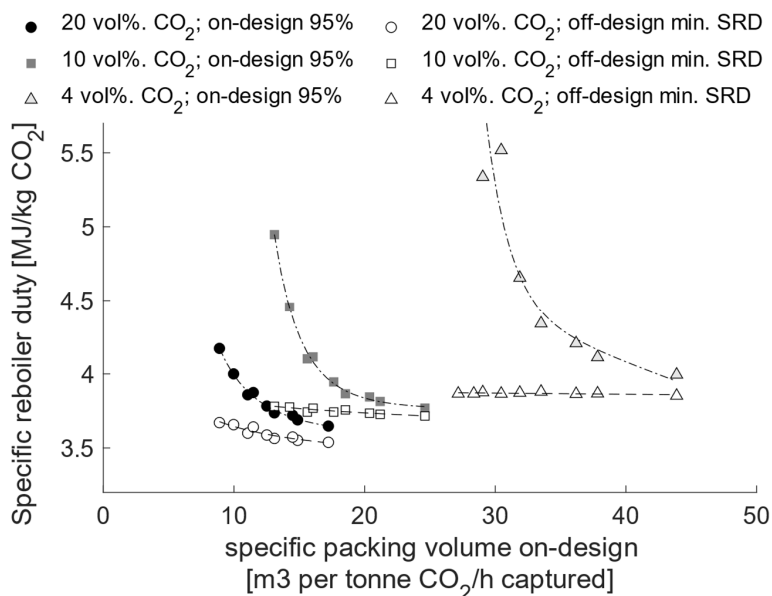 20 vol%. CO2; on-design 95%
20 vol%. CO2; off-design min. SRD
10 vol%. CO2; on-design 95%
10 vol%. CO2; off-design min. SRD
4 vol%. CO2; on-design 95%
4 vol%. CO2; off-design min. SRD
Specific reboiler duty [MJ/kg CO2]
5.5
5
4.5
4
3.5
0 10 20 30 40 50
specific packing volume on-design
[m3 per tonne CO2/h captured]